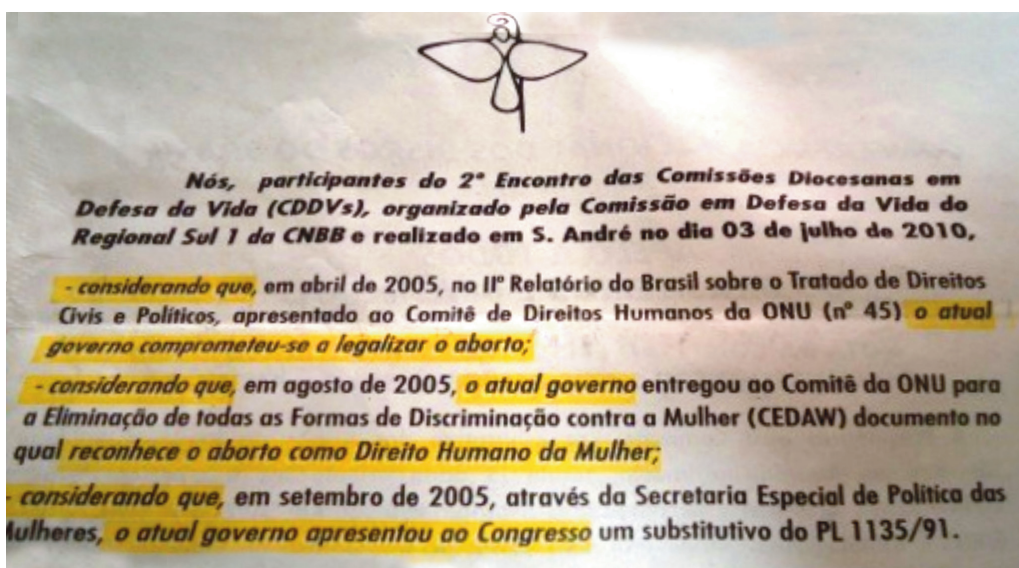 Nós, participantes do 2º Encontro das Comissões Diocesanas em
Defesa da Vida (CDDVs), organizado pela Comissão em Defesa da Vida do
Regional Sul 1 da CNBB e realizado em S. André no dia 03 de julho de 2010,
- considerando que, em abril de 2005, no IIº Relatório do Brasil sobre o Tratado de Direitos
Civis e Políticos, apresentado ao Comitê de Direitos Humanos da ONU (nº 45) o atual
governo comprometeu-se a legalizar o aborto;
- considerando que, em agosto de 2005, o atual governo entregou ao Comitê da ONU para
a Eliminação de todas as Formas de Discriminação contra a Mulher (CEDAW) documento no
qual reconhece o aborto como Direito Humano da Mulher;
- considerando que, em setembro de 2005, através da Secretaria Especial de Política das
Mulheres, o atual governo apresentou ao Congresso um substitutivo do PL 1135/91.